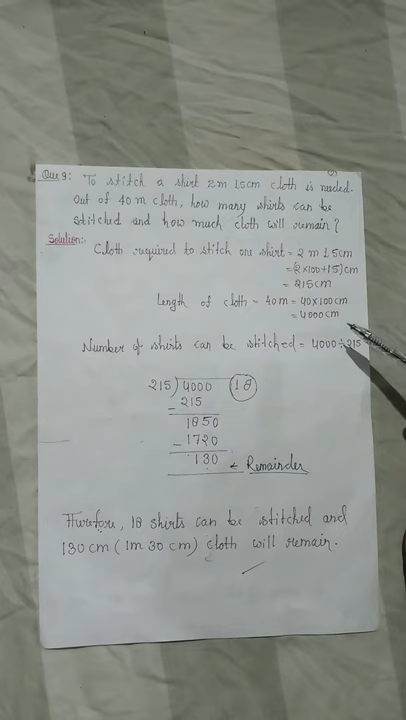 Que 9: To stitch a shirt 2m 15cm cloth is needed.
Out of 40 m cloth, how many shirts can be
stitched and how much cloth will remain?
Solution:-
Cloth required to stitch one shirt = 2 m 15cm
= (2×100+15) cm
= 215cm
Length of cloth = 40m = 40×100cm
= 4000cm
Number of shirts can be stitched = 4000÷215
215) 4000 (18
- 215
1850
- 1720
130 ← Remainder
Therefore, 18 shirts can be stitched and
130 cm (1m 30 cm) cloth will remain.